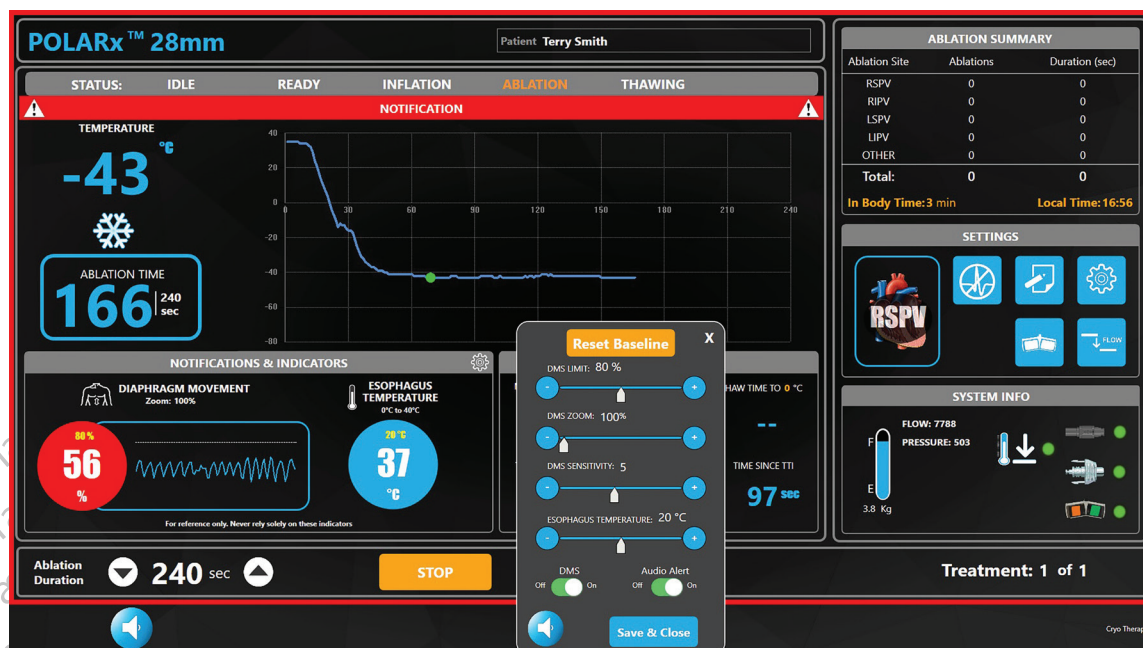 POLARx™ 28mm
Patient Terry Smith
STATUS: IDLE READY INFLATION ABLATION THAWING
NOTIFICATION
TEMPERATURE
-43 °C
ABLATION TIME
166 240 sec
40
20
0
-20
-40
-60
-80
0 30 60 90 120 150 180 210 240
NOTIFICATIONS & INDICATORS
DIAPHRAGM MOVEMENT
Zoom: 100%
80 %
56
%
ESOPHAGUS
TEMPERATURE
0°C to 40°C
20 °C
37
°C
For reference only. Never rely solely on these indicators
Reset Baseline X
DMS LIMIT: 80 %
- +
DMS ZOOM: 100%
- +
DMS SENSITIVITY: 5
- +
ESOPHAGUS TEMPERATURE: 20 °C
- +
DMS Audio Alert
Off On Off On
Save & Close
HAW TIME TO 0 °C
--
TIME SINCE TTI
97 sec
Ablation
Duration
240 sec
STOP
Treatment: 1 of 1
ABLATION SUMMARY
Ablation Site Ablations Duration (sec)
RSPV 0 0
RIPV 0 0
LSPV 0 0
LIPV 0 0
OTHER 0 0
Total: 0 0
In Body Time: 3 min Local Time: 16:56
SETTINGS
RSPV
FLOW
SYSTEM INFO
FLOW: 7788
PRESSURE: 503
F
E
3.8 Kg
Cryo Therap